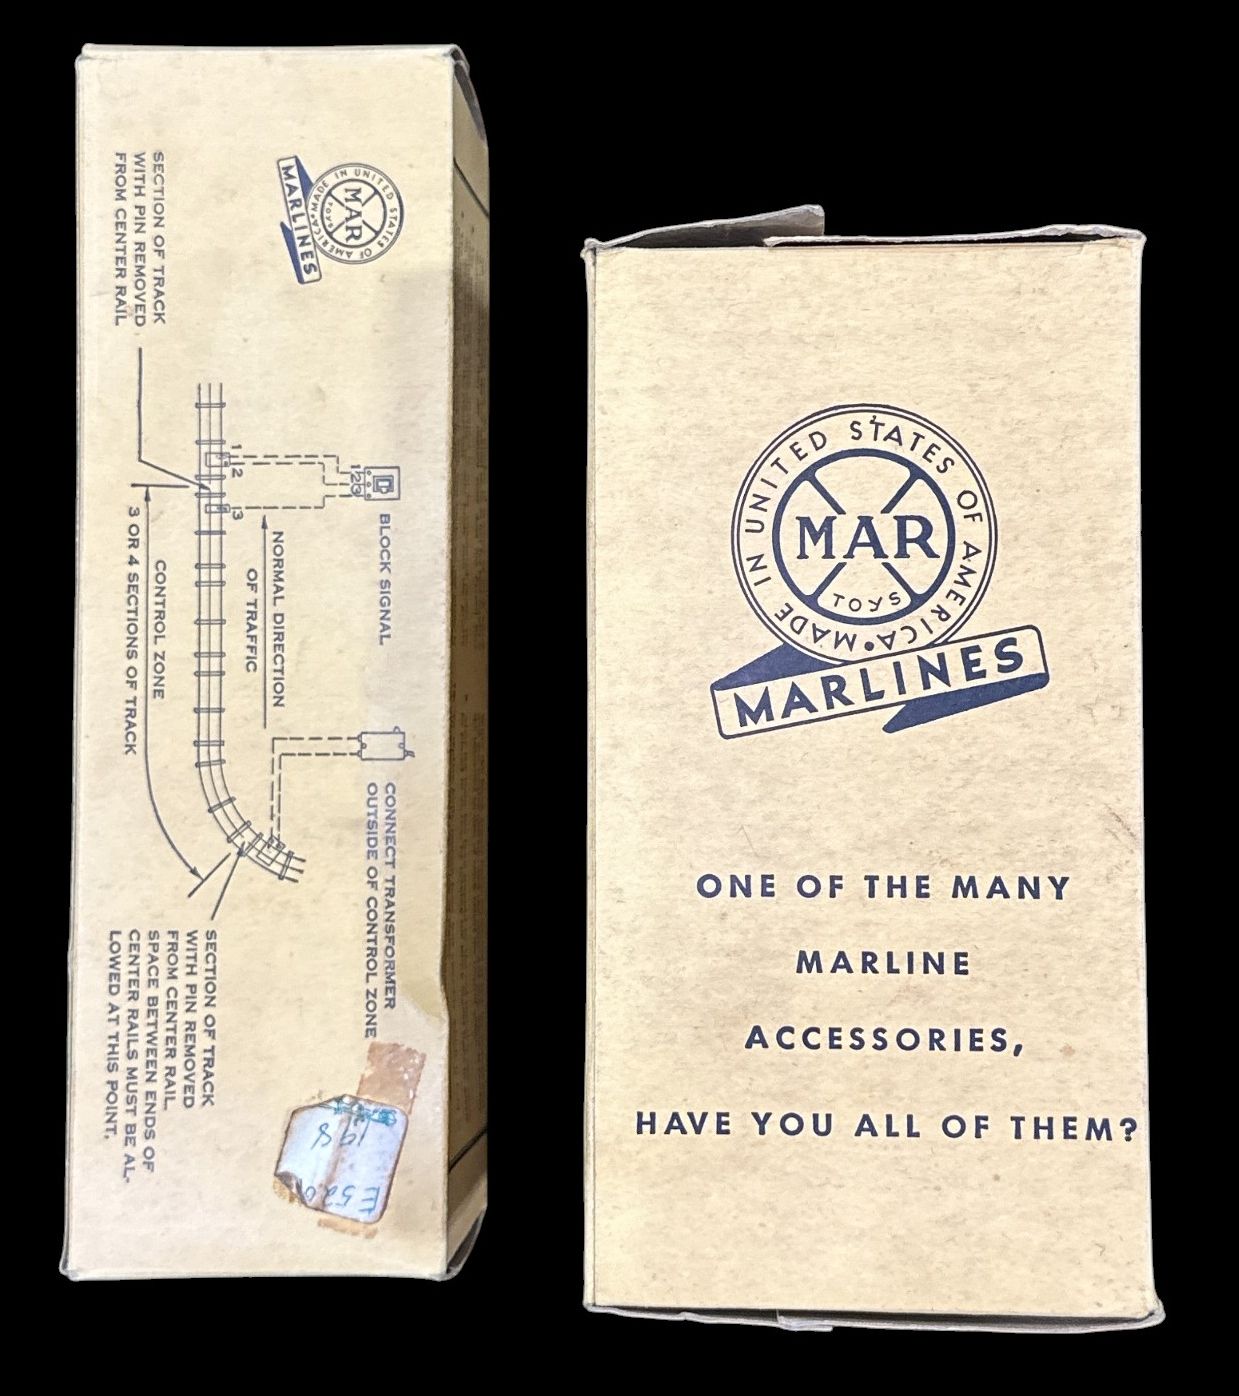 MADE IN UNITED STATES OF AMERICA
MAR
TOYS
MARLINES
SECTION OF TRACK
WITH PIN REMOVED
FROM CENTER RAIL
1
2
3
123
BLOCK SIGNAL
NORMAL DIRECTION
OF TRAFFIC
CONTROL ZONE
3 OR 4 SECTIONS OF TRACK
CONNECT TRANSFORMER
OUTSIDE OF CONTROL ZONE
SECTION OF TRACK
WITH PIN REMOVED
FROM CENTER RAIL.
SPACE BETWEEN ENDS OF
CENTER RAILS MUST BE AL-
LOWED AT THIS POINT.
198
MADE IN UNITED STATES OF AMERICA
MAR
TOYS
MARLINES
ONE OF THE MANY
MARLINE
ACCESSORIES,
HAVE YOU ALL OF THEM?